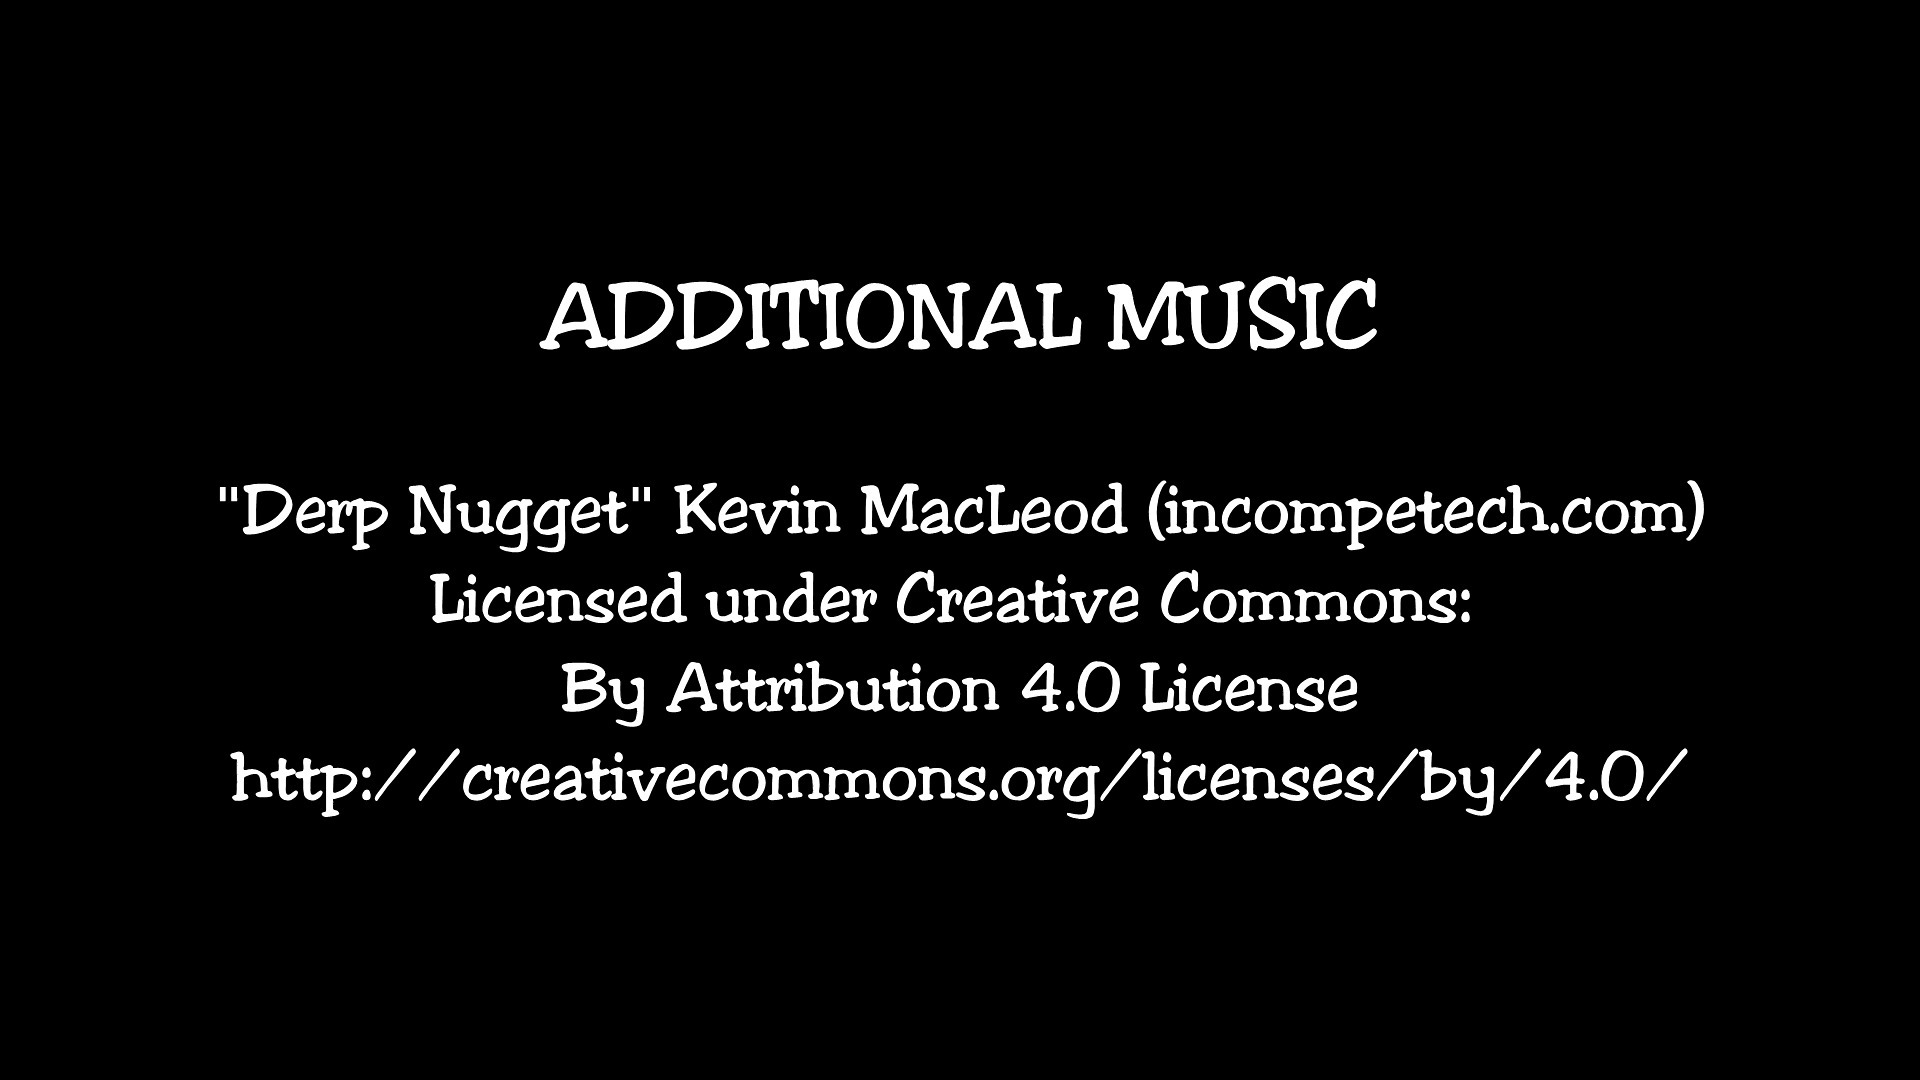 ADDITIONAL MUSIC
"Derp Nugget" Kevin MacLeod (incompetech.com)
Licensed under Creative Commons:
By Attribution 4.0 License
http://creativecommons.org/licenses/by/4.0/